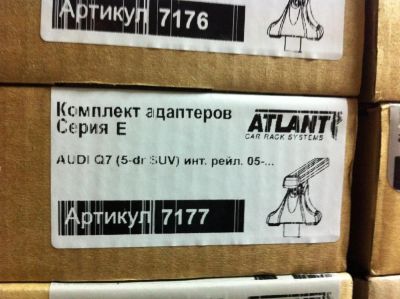 Артикул 7176
Комплект адаптеров
Серия Е
ATLANT
CAR RACK SYSTEMS
AUDI Q7 (5-dr SUV) инт. рейл. 05-...
Артикул 7177